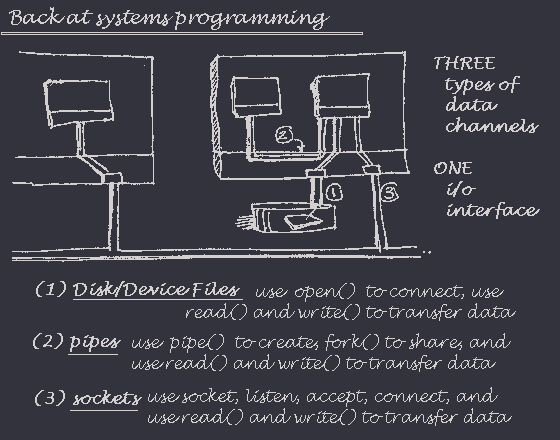 Back at systems programming
THREE
types of
data
channels
ONE
i/o
interface
2
1
3
(1) Disk/Device Files use open() to connect, use
read() and write() to transfer data
(2) pipes use pipe() to create, fork() to share, and
use read() and write() to transfer data
(3) sockets use socket, listen, accept, connect, and
use read() and write() to transfer data